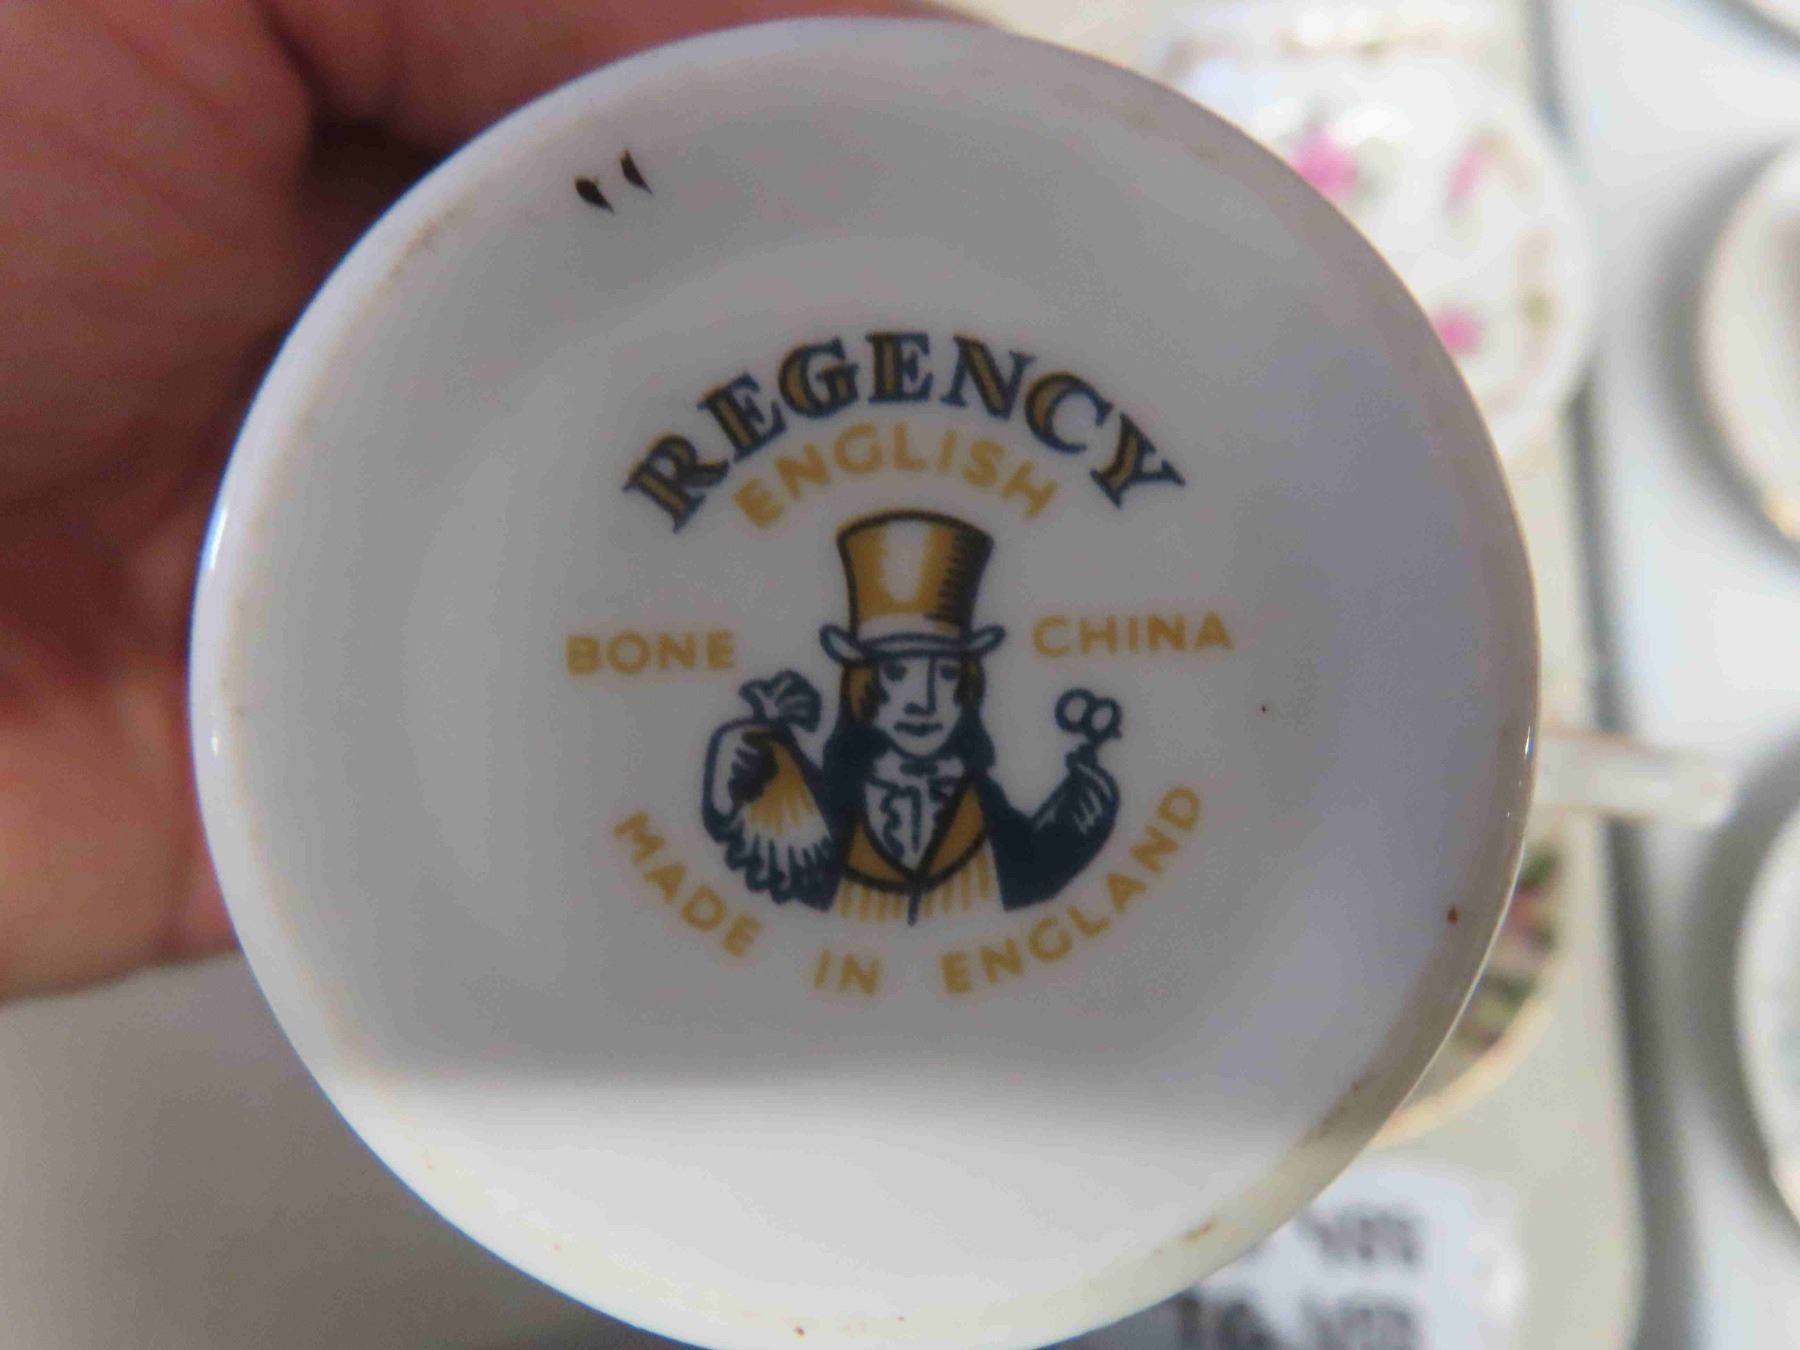 REGENCY
ENGLISH
BONE CHINA
MADE IN ENGLAND